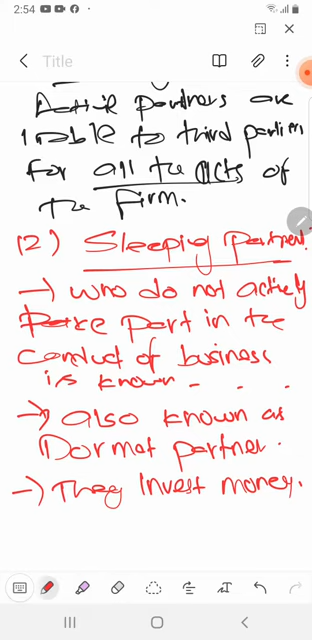 2:54
Title
Active partners are
liable to third parties
for all the acts of
the firm.
(2) Sleeping partner.
→ who do not actively
take part in the
conduct of business
is known - . .
→ also known as
Dormat partner.
→ They invest money.